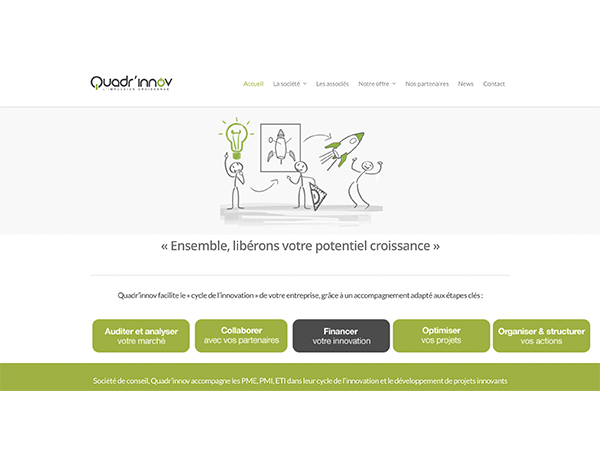 Quadr'innov
L'IMPULSION CROISSANCE
Accueil La société Les associés Notre offre Nos partenaires News Contact
« Ensemble, libérons votre potentiel croissance »
Quadr'innov facilite le « cycle de l'innovation » de votre entreprise, grâce à un accompagnement adapté aux étapes clés :
Auditer et analyser
votre marché
Collaborer
avec vos partenaires
Financer
votre innovation
Optimiser
vos projets
Organiser & structurer
vos actions
Société de conseil, Quadr'innov accompagne les PME, PMI, ETI dans leur cycle de l'innovation et le développement de projets innovants